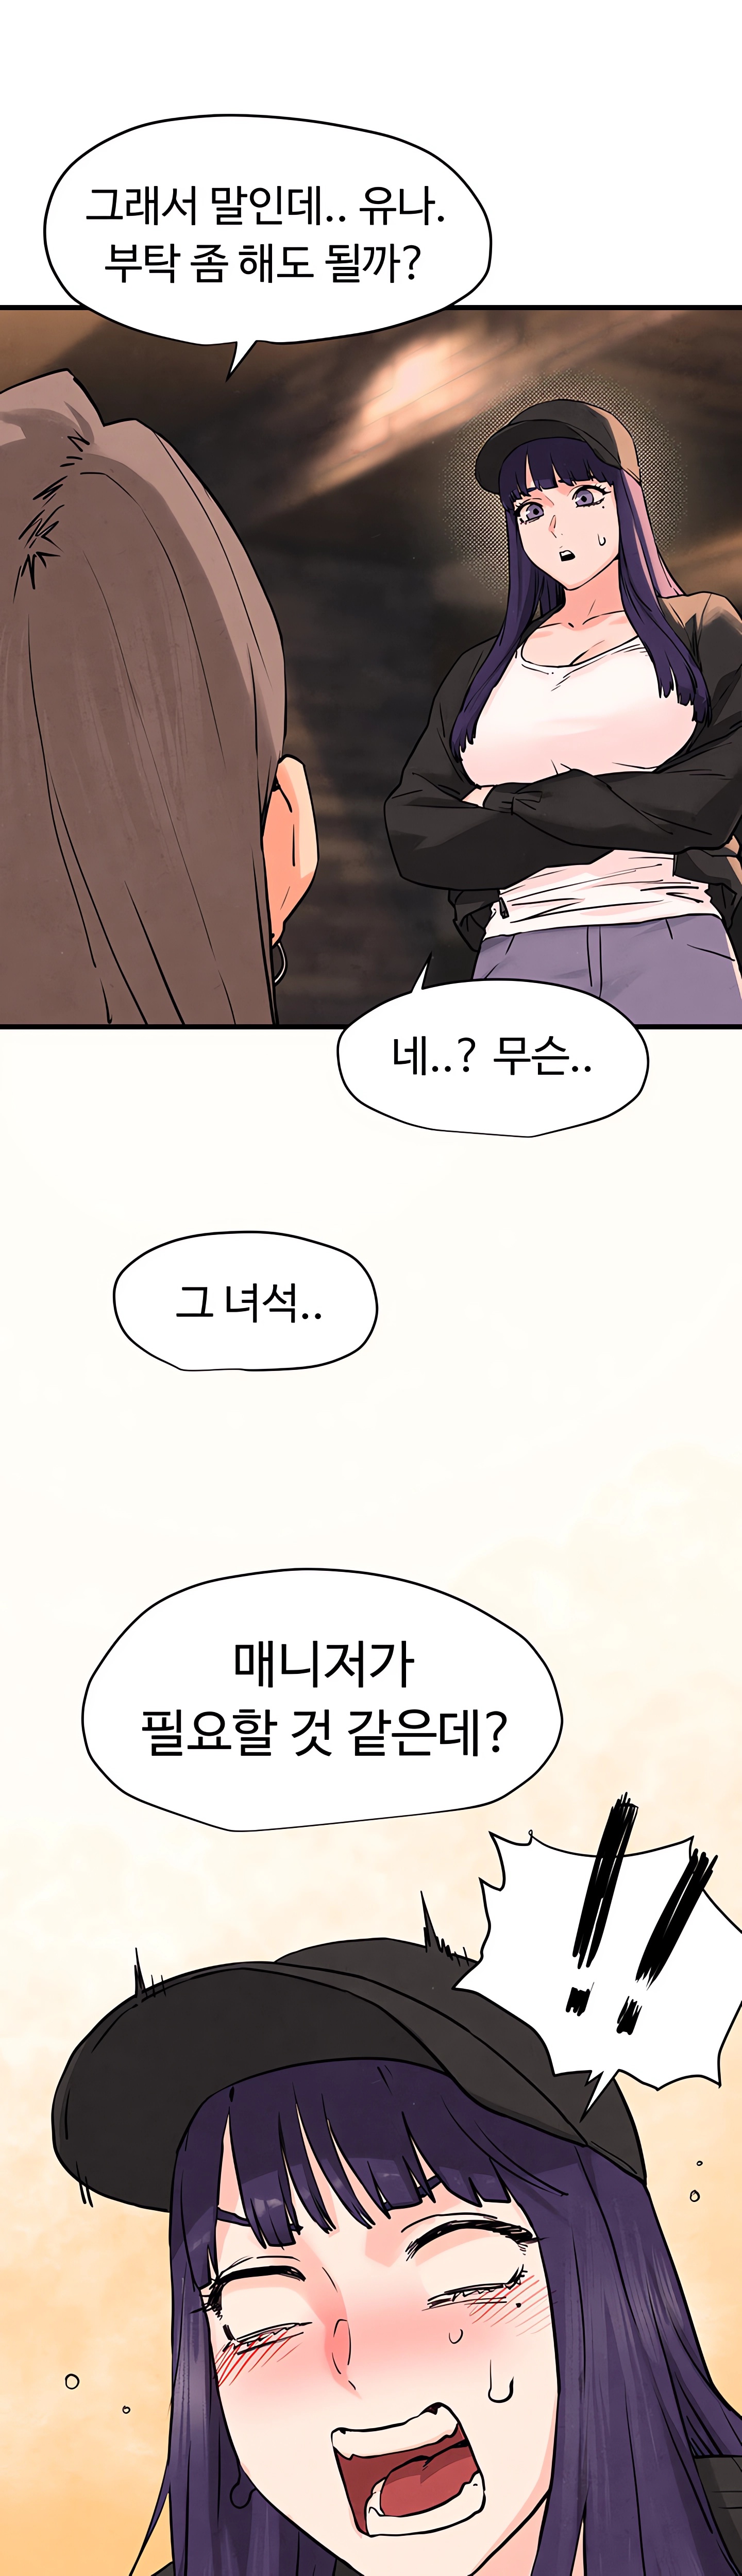 그래서 말인데.. 유나.
부탁 좀 해도 될까?
네..? 무슨..
그 녀석..
매니저가
필요할 것 같은데?
!!